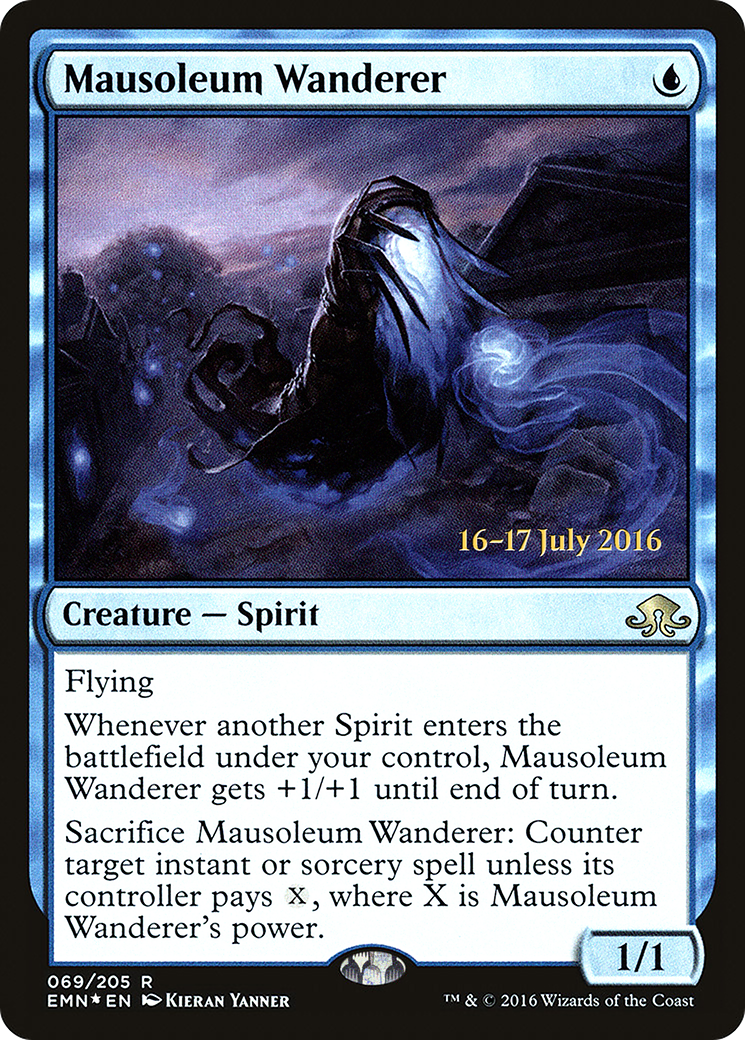 Mausoleum Wanderer
16–17 July 2016
Creature — Spirit
Flying
Whenever another Spirit enters the
battlefield under your control, Mausoleum
Wanderer gets +1/+1 until end of turn.
Sacrifice Mausoleum Wanderer: Counter
target instant or sorcery spell unless its
controller pays X, where X is Mausoleum
Wanderer's power.
1/1
069/205 R
EMN★EN Kieran Yanner
™ & © 2016 Wizards of the Coast